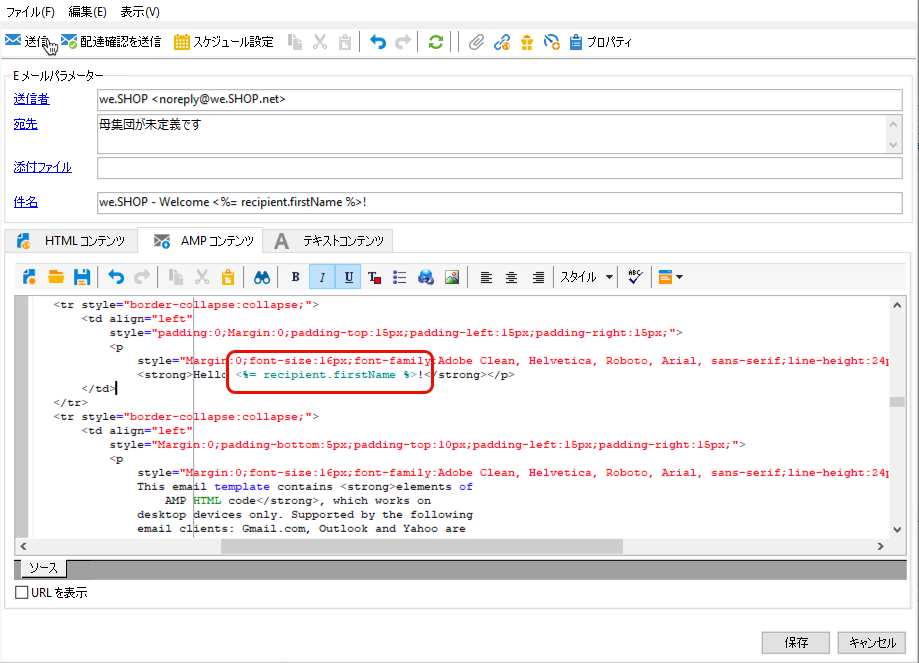 ファイル(F) 編集(E) 表示(V)
送信 配達確認を送信 スケジュール設定 プロパティ
E メールパラメーター
送信者 we.SHOP <noreply@we.SHOP.net>
宛先 母集団が未定義です
添付ファイル
件名 we.SHOP - Welcome <%= recipient.firstName %>!
HTML コンテンツ AMP コンテンツ テキストコンテンツ
B I U T スタイル ABC
<tr style="border-collapse:collapse;">
<td align="left"
style="padding:0;Margin:0;padding-top:15px;padding-left:15px;padding-right:15px;">
<p
style="Margin:0;font-size:16px;font-family:Adobe Clean, Helvetica, Roboto, Arial, sans-serif;line-height:24p
<strong>Hello <%= recipient.firstName %>!</strong></p>
</td>
</tr>
<tr style="border-collapse:collapse;">
<td align="left"
style="Margin:0;padding-bottom:5px;padding-top:10px;padding-left:15px;padding-right:15px;">
<p
style="Margin:0;font-size:16px;font-family:Adobe Clean, Helvetica, Roboto, Arial, sans-serif;line-height:24p
This email template contains <strong>elements of
AMP HTML code</strong>, which works on
desktop devices only. Supported by the following
email clients: Gmail.com, Outlook and Yahoo are
ソース
URL を表示
保存 キャンセル